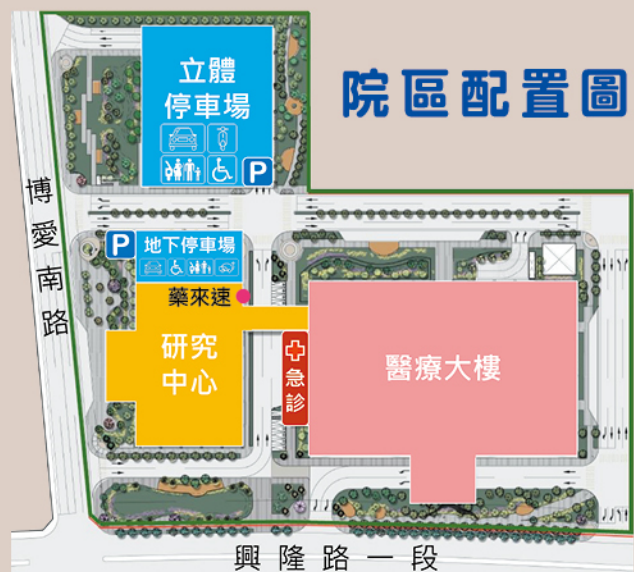 院區配置圖
立體
停車場
P
博愛南路
P
地下停車場
藥來速
研究
中心
急診
醫療大樓
興隆路一段